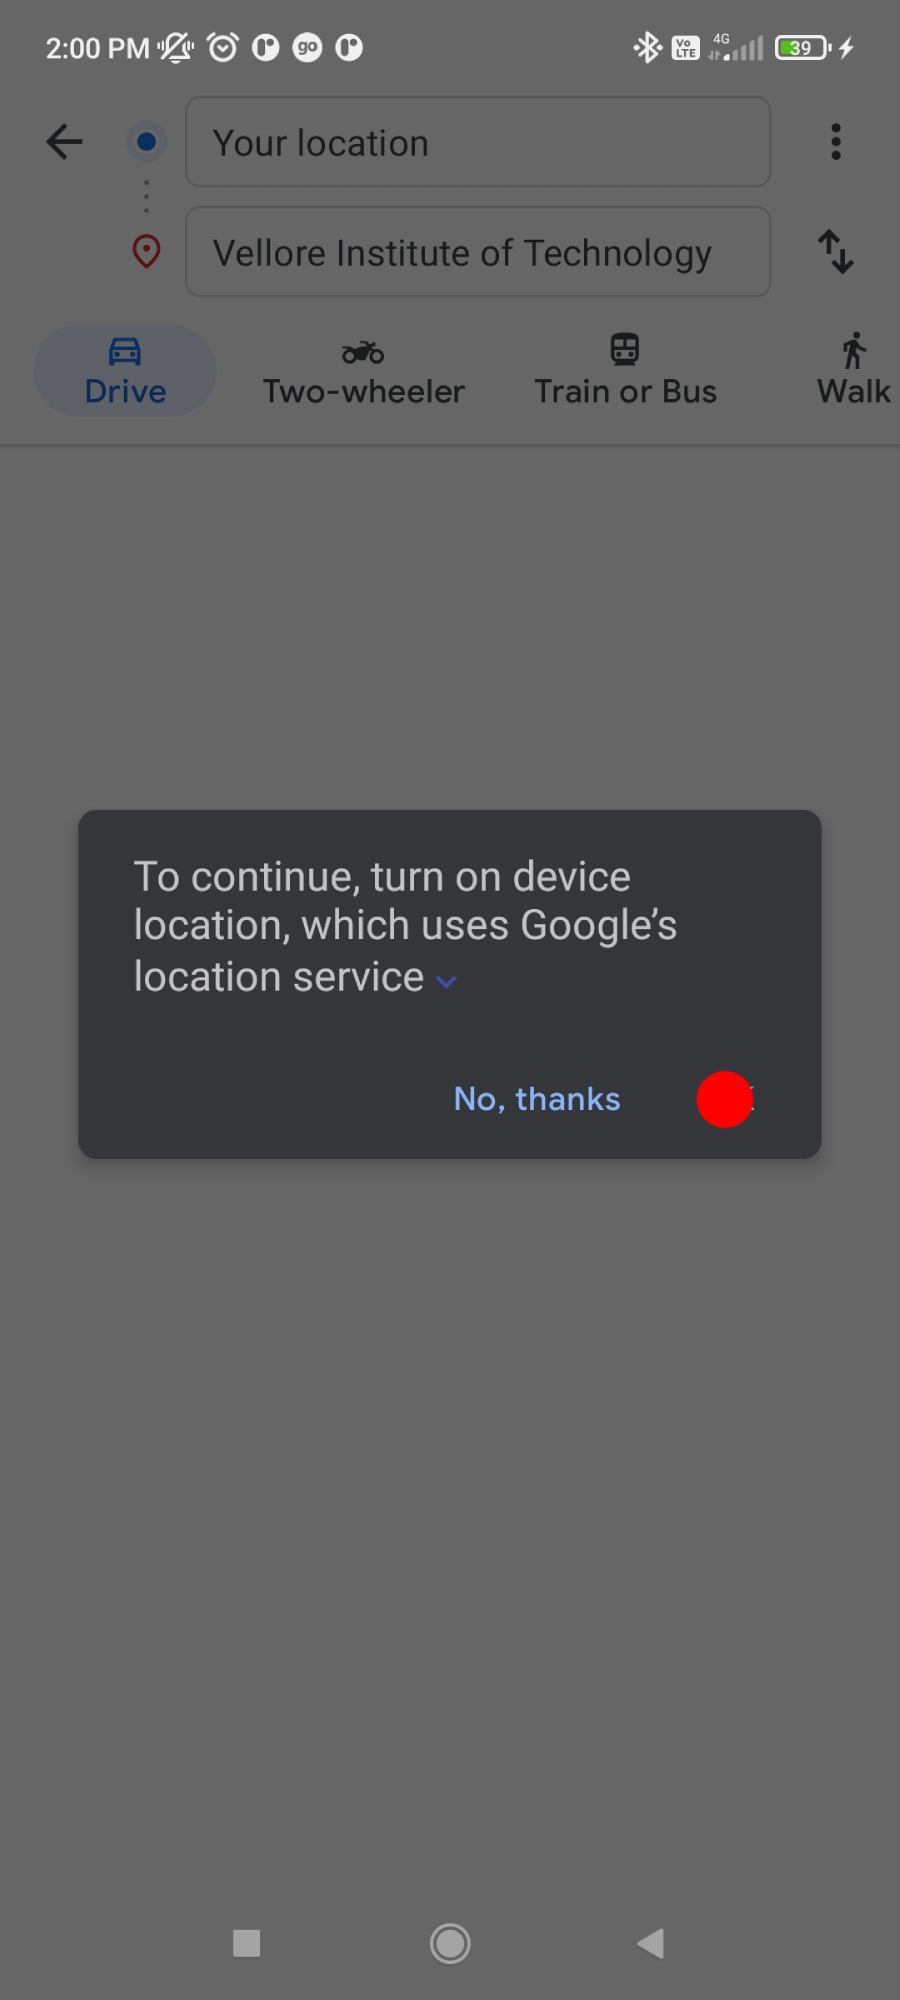 2:00 PM
go
Vo LTE
4G
39
Your location
Vellore Institute of Technology
Drive
Two-wheeler
Train or Bus
Walk
To continue, turn on device
location, which uses Google’s
location service
No, thanks